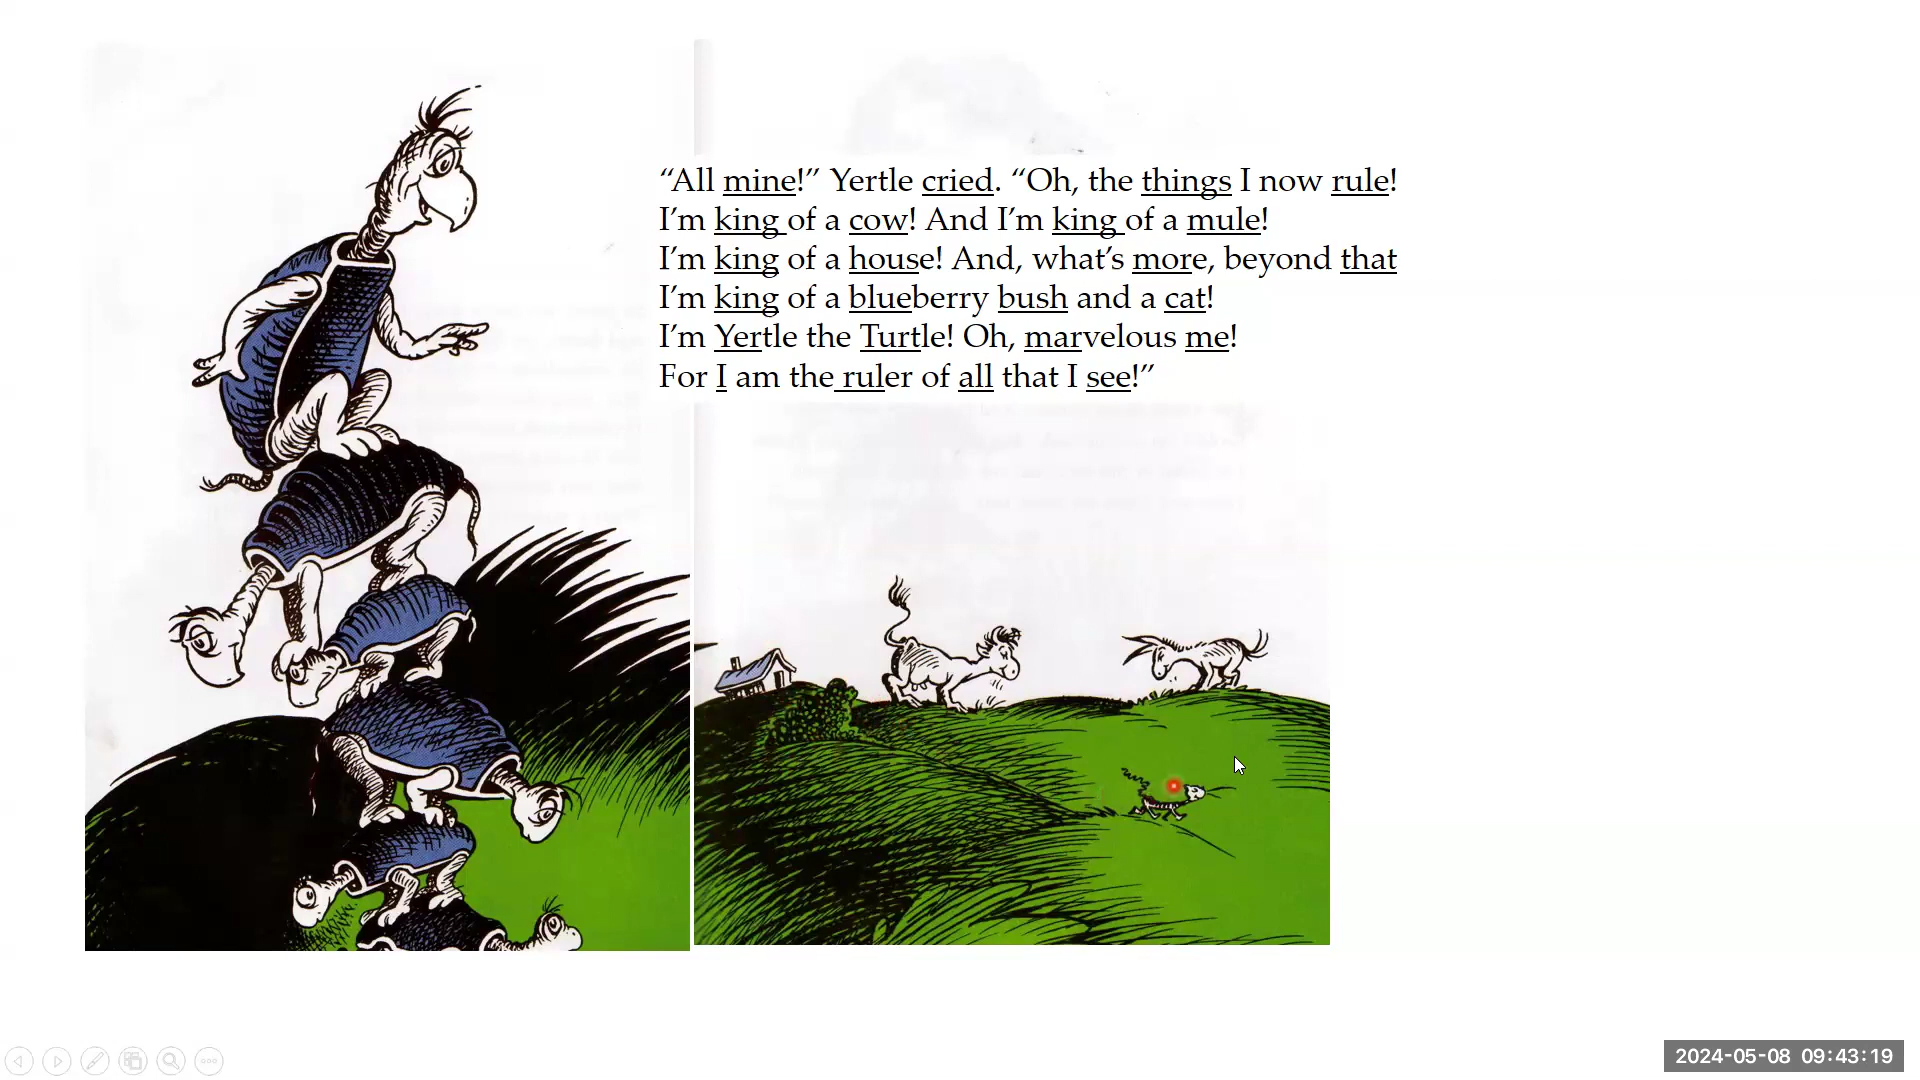 “All mine!” Yertle cried. “Oh, the things I now rule!
I’m king of a cow! And I’m king of a mule!
I’m king of a house! And, what’s more, beyond that
I’m king of a blueberry bush and a cat!
I’m Yertle the Turtle! Oh, marvelous me!
For I am the ruler of all that I see!”
2024-05-08 09:43:19